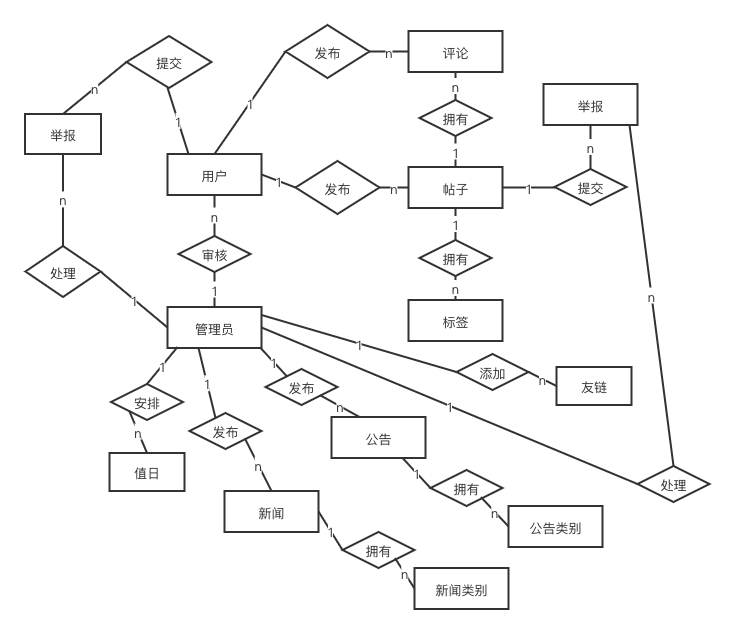 提交
n
1
发布
1
n
评论
n
拥有
1
举报
n
提交
1
举报
n
处理
1
用户
1
发布
n
帖子
1
拥有
n
标签
n
审核
1
管理员
1
添加
n
友链
1
n
处理
1
安排
n
值日
1
发布
n
新闻
1
发布
n
公告
1
拥有
n
公告类别
1
拥有
n
新闻类别